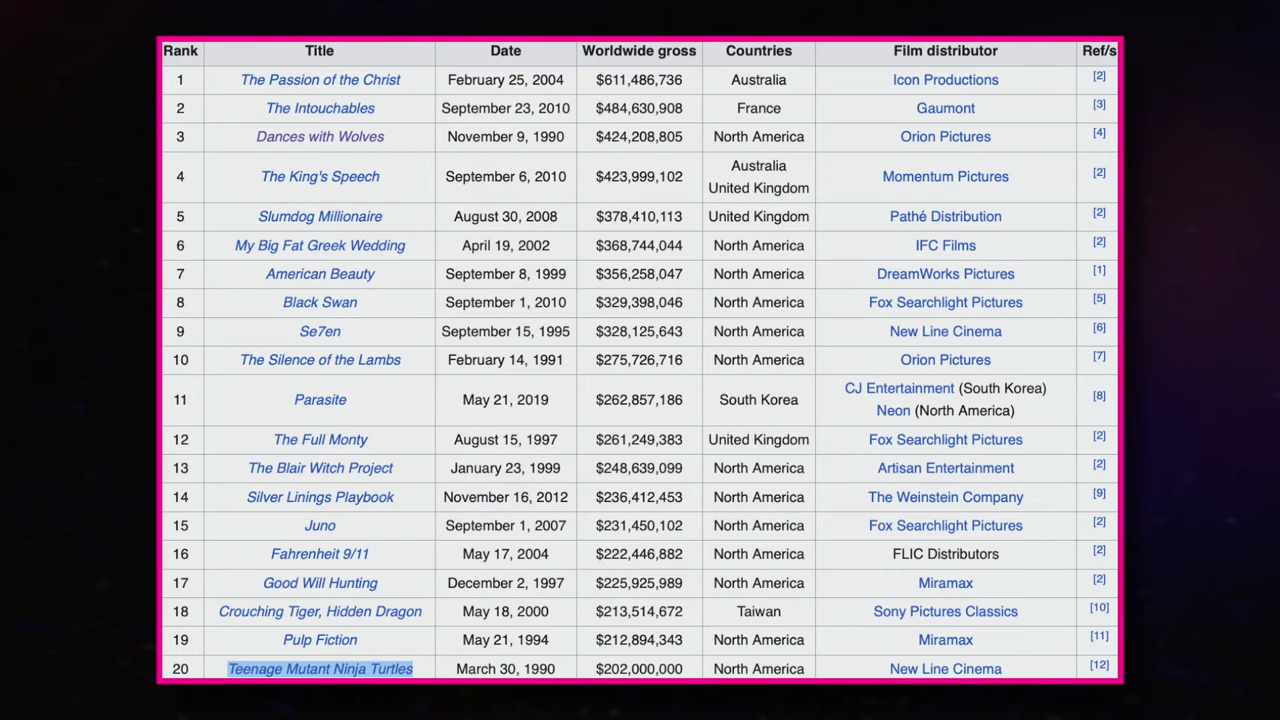 Rank Title Date Worldwide gross Countries Film distributor Ref/s
1 The Passion of the Christ February 25, 2004 $611,486,736 Australia Icon Productions [2]
2 The Intouchables September 23, 2010 $484,630,908 France Gaumont [3]
3 Dances with Wolves November 9, 1990 $424,208,805 North America Orion Pictures [4]
4 The King's Speech September 6, 2010 $423,999,102 Australia United Kingdom Momentum Pictures [2]
5 Slumdog Millionaire August 30, 2008 $378,410,113 United Kingdom Pathé Distribution [2]
6 My Big Fat Greek Wedding April 19, 2002 $368,744,044 North America IFC Films [2]
7 American Beauty September 8, 1999 $356,258,047 North America DreamWorks Pictures [1]
8 Black Swan September 1, 2010 $329,398,046 North America Fox Searchlight Pictures [5]
9 Se7en September 15, 1995 $328,125,643 North America New Line Cinema [6]
10 The Silence of the Lambs February 14, 1991 $275,726,716 North America Orion Pictures [7]
11 Parasite May 21, 2019 $262,857,186 South Korea CJ Entertainment (South Korea) Neon (North America) [8]
12 The Full Monty August 15, 1997 $261,249,383 United Kingdom Fox Searchlight Pictures [2]
13 The Blair Witch Project January 23, 1999 $248,639,099 North America Artisan Entertainment [2]
14 Silver Linings Playbook November 16, 2012 $236,412,453 North America The Weinstein Company [9]
15 Juno September 1, 2007 $231,450,102 North America Fox Searchlight Pictures [2]
16 Fahrenheit 9/11 May 17, 2004 $222,446,882 North America FLIC Distributors [2]
17 Good Will Hunting December 2, 1997 $225,925,989 North America Miramax [2]
18 Crouching Tiger, Hidden Dragon May 18, 2000 $213,514,672 Taiwan Sony Pictures Classics [10]
19 Pulp Fiction May 21, 1994 $212,894,343 North America Miramax [11]
20 Teenage Mutant Ninja Turtles March 30, 1990 $202,000,000 North America New Line Cinema [12]